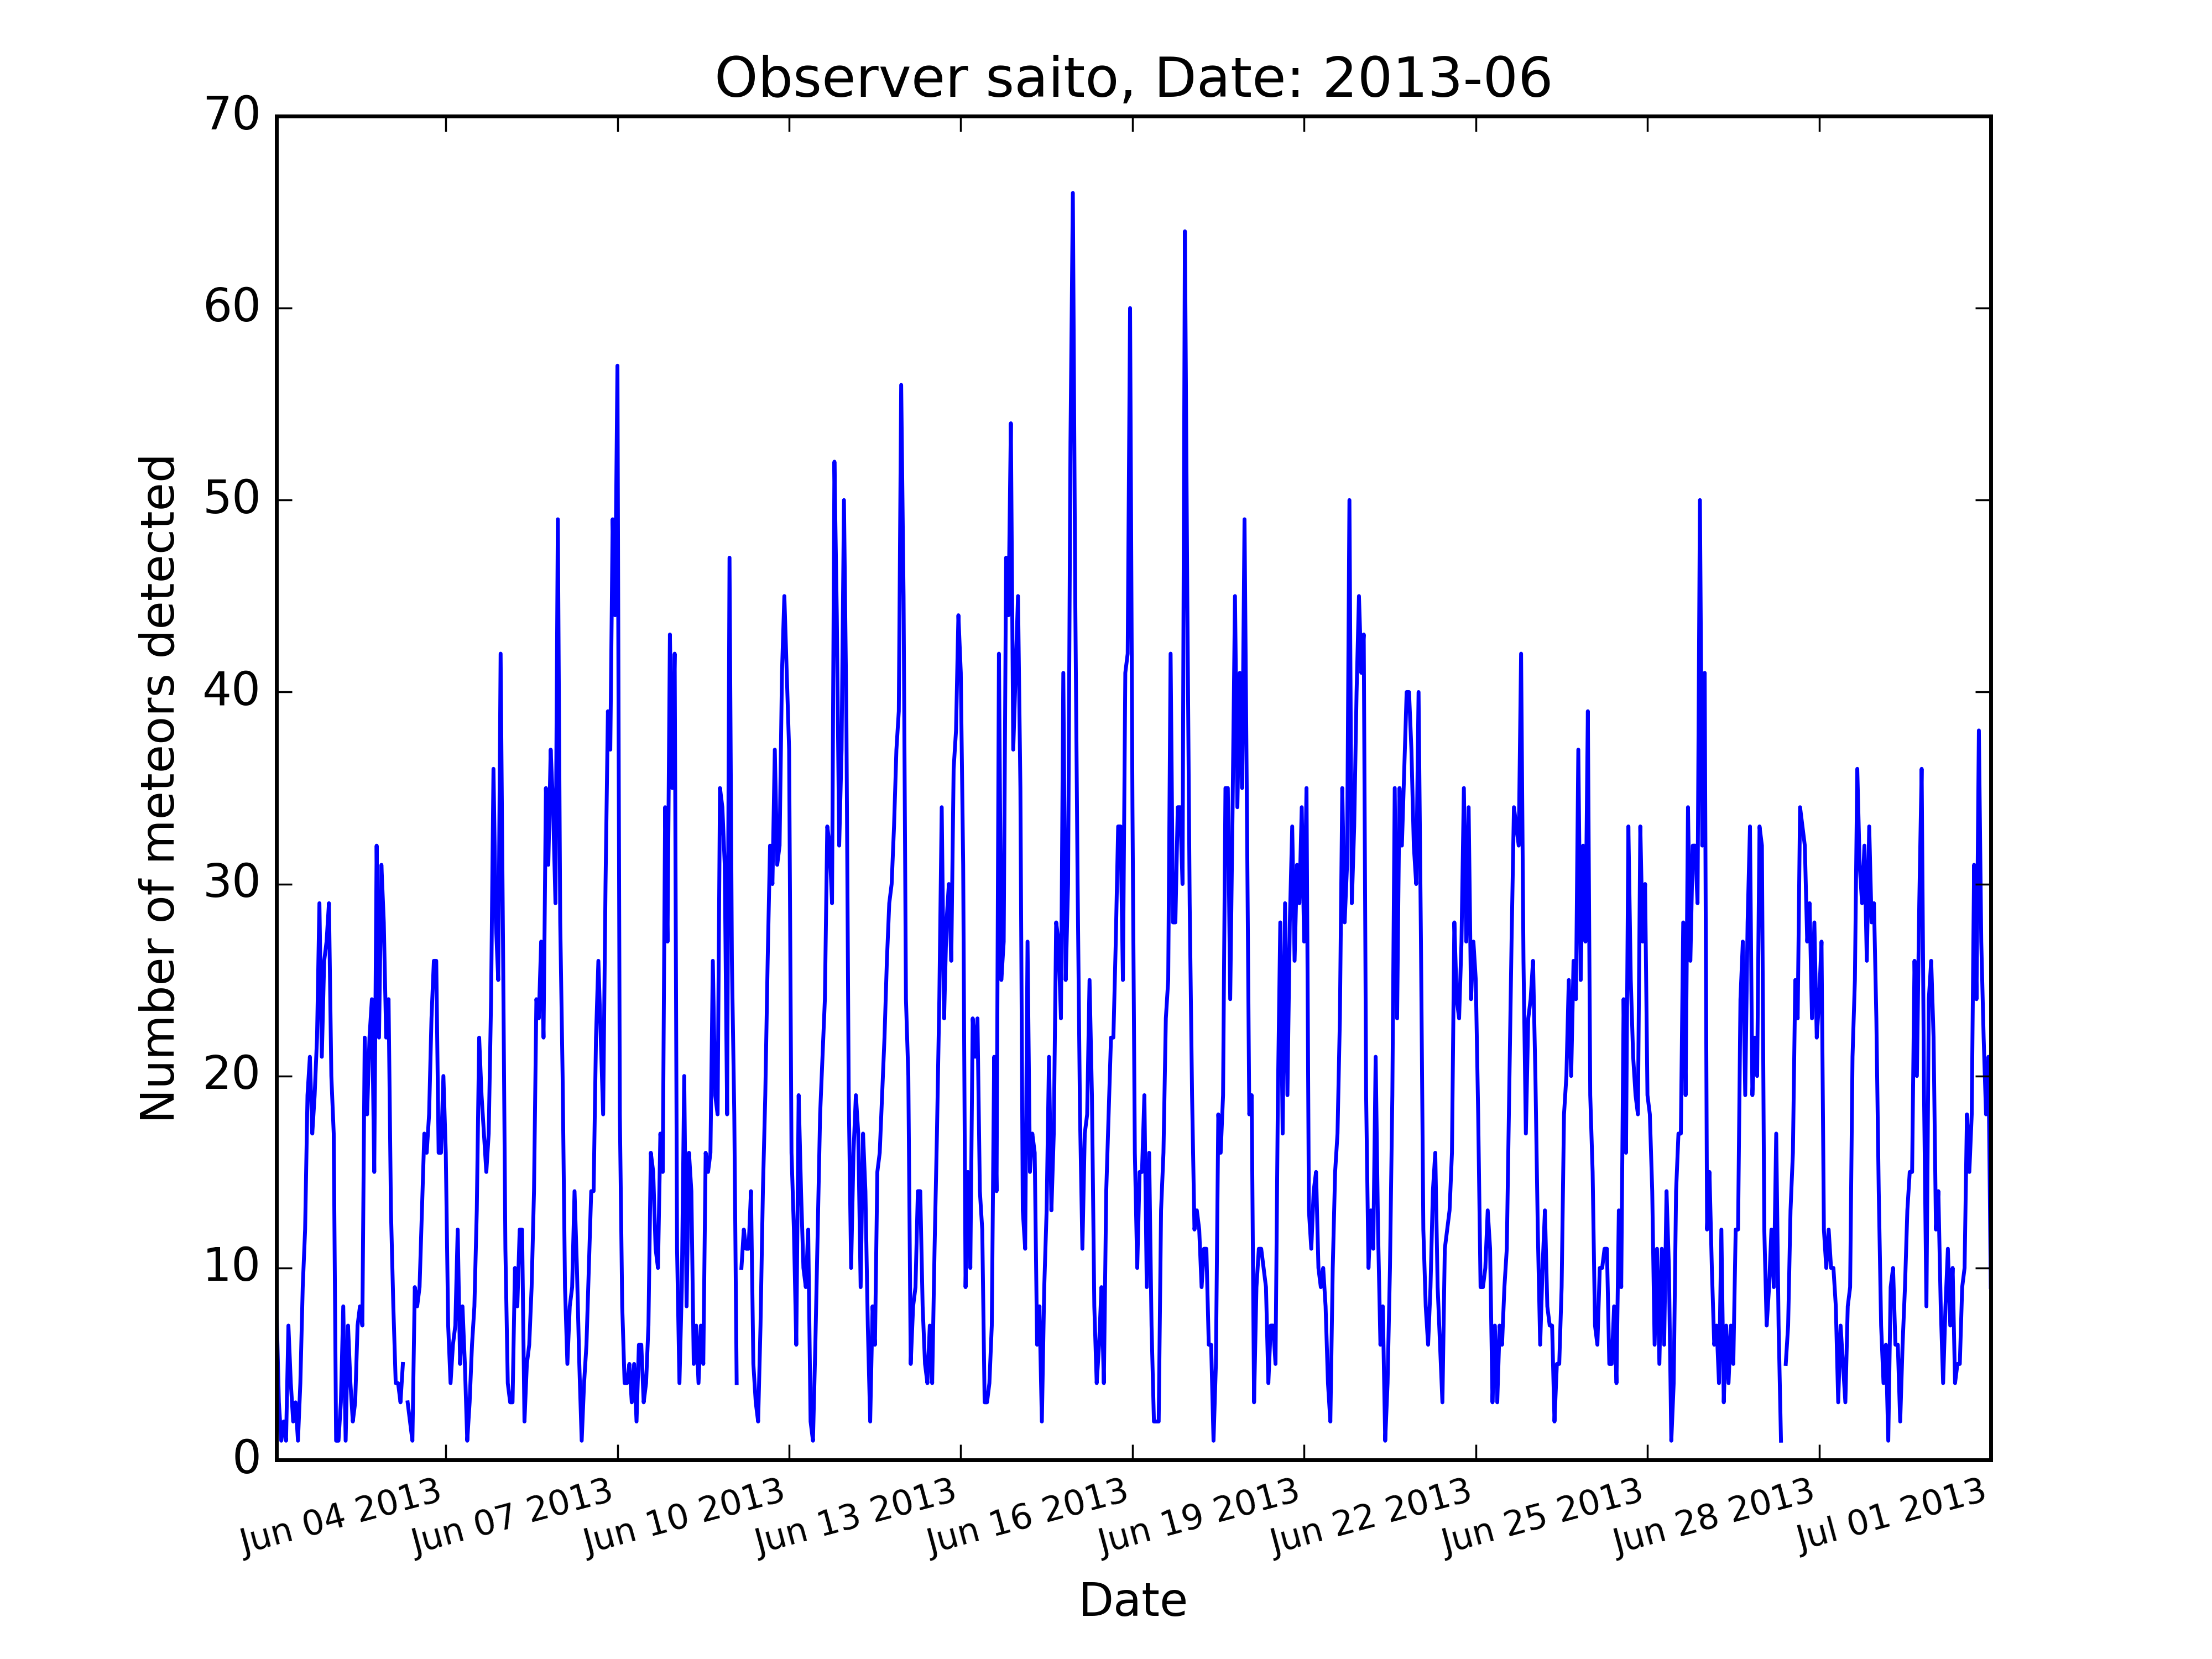 Observer saito, Date: 2013-06
70
60
50
40
30
20
10
0
Number of meteors detected
Jun 04 2013
Jun 07 2013
Jun 10 2013
Jun 13 2013
Jun 16 2013
Jun 19 2013
Jun 22 2013
Jun 25 2013
Jun 28 2013
Jul 01 2013
Date